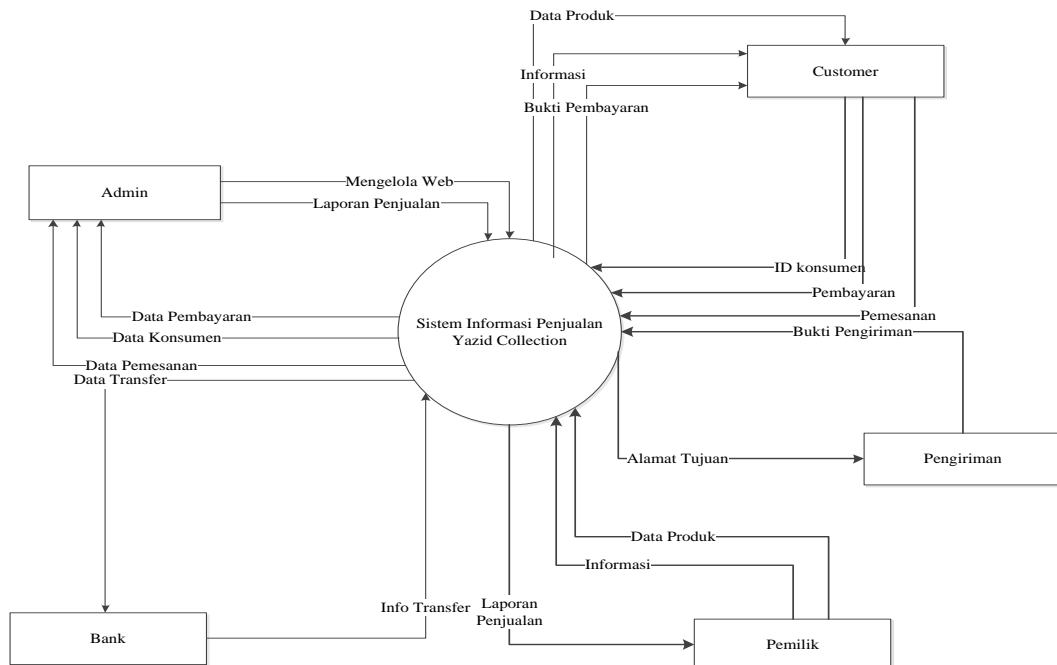 Data Produk
Informasi
Customer
Bukti Pembayaran
Admin
Mengelola Web
Laporan Penjualan
ID konsumen
Pembayaran
Data Pembayaran
Sistem Informasi Penjualan
Yazid Collection
Pemesanan
Bukti Pengiriman
Data Konsumen
Data Pemesanan
Data Transfer
Alamat Tujuan
Pengiriman
Data Produk
Informasi
Info Transfer
Laporan
Penjualan
Bank
Pemilik